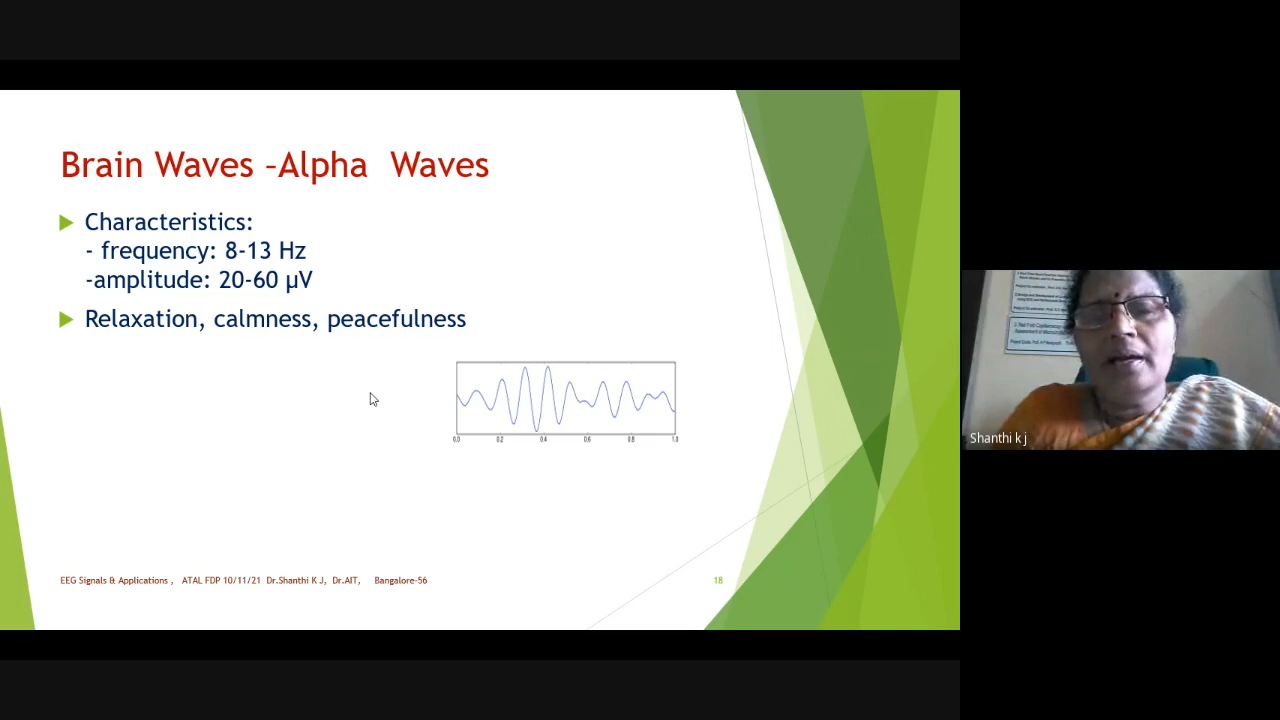 Brain Waves –Alpha Waves
Characteristics:
- frequency: 8-13 Hz
-amplitude: 20-60 µV
Relaxation, calmness, peacefulness
0.0 0.2 0.4 0.6 0.8 1.0
EEG Signals & Applications , ATAL FDP 10/11/21 Dr.Shanthi K J, Dr.AIT, Bangalore-56
18
Shanthi k j